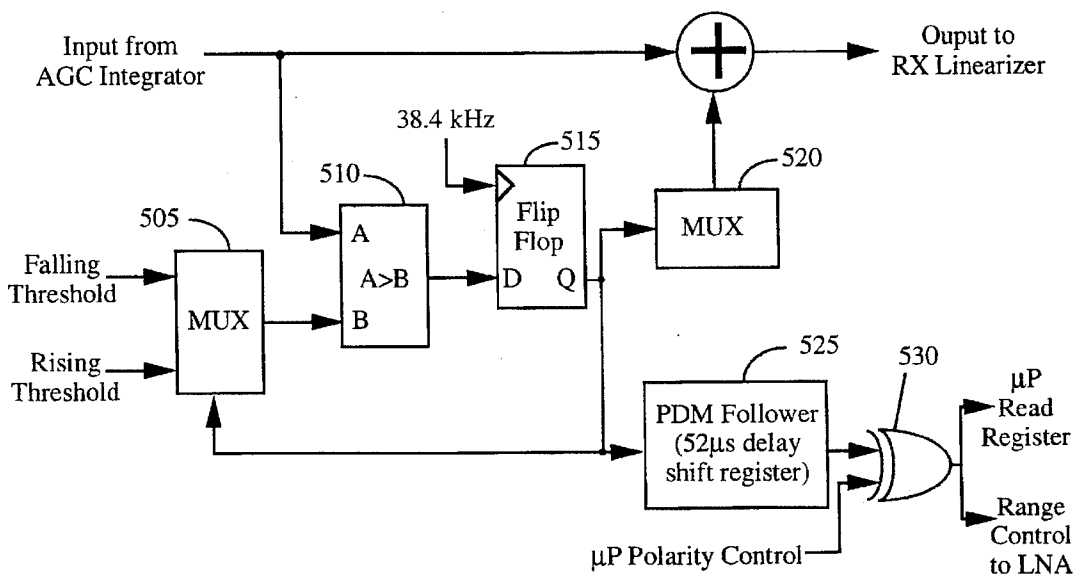 Input from
AGC Integrator
Ouput to
RX Linearizer
38.4 kHz
515
520
510
505
Flip
Flop
D Q
MUX
A
A>B
B
Falling
Threshold
MUX
Rising
Threshold
525
530
PDM Follower
(52µs delay
shift register)
µP
Read
Register
Range
Control
to LNA
µP Polarity Control